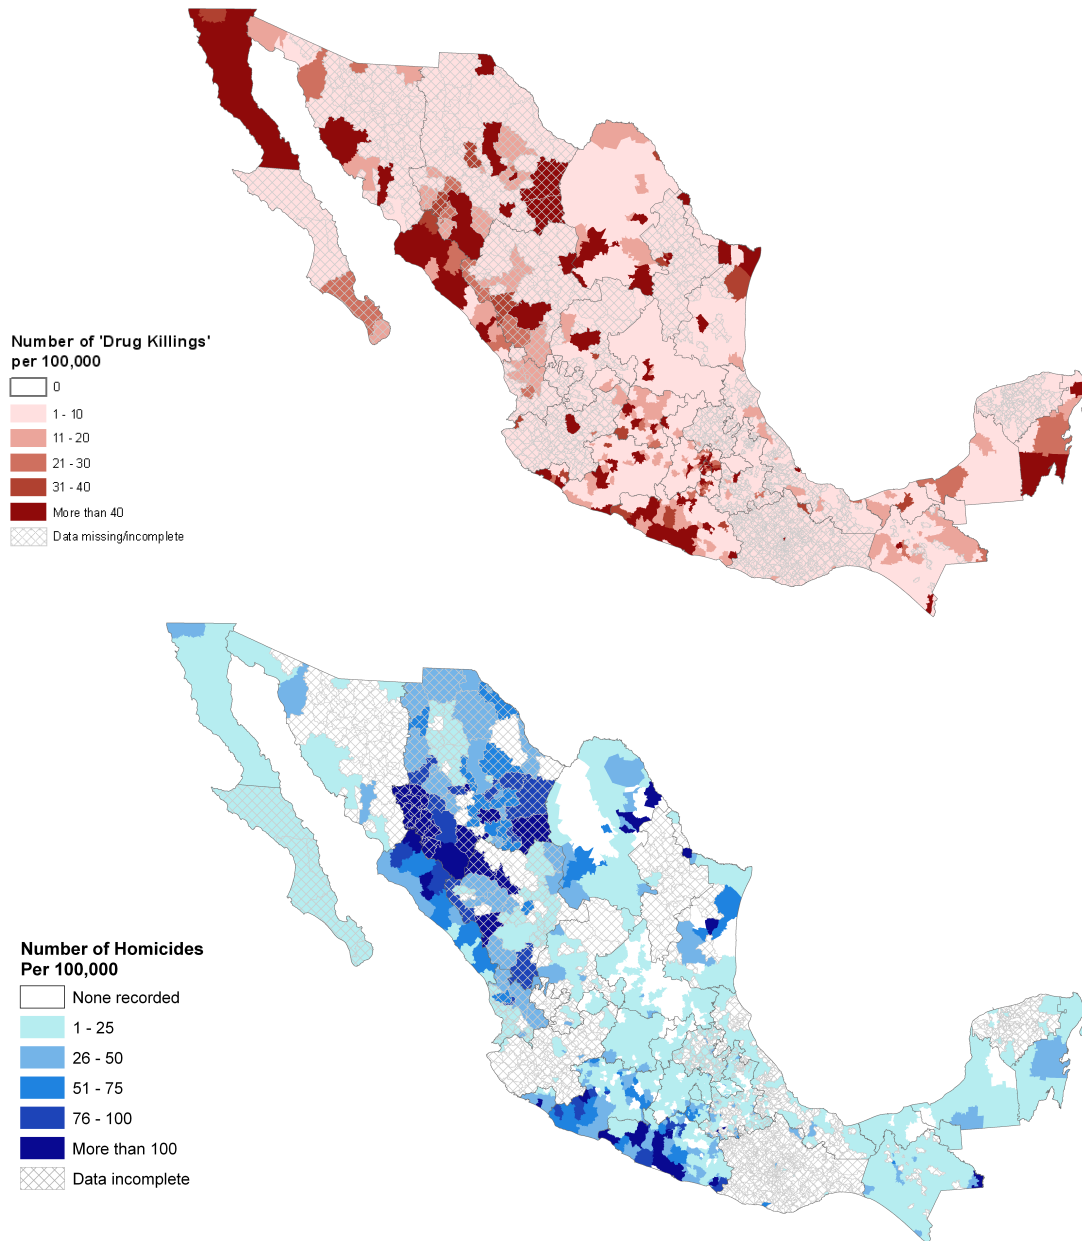 Number of 'Drug Killings'
per 100,000
0
1 - 10
11 - 20
21 - 30
31 - 40
More than 40
Data missing/incomplete
Number of Homicides
Per 100,000
None recorded
1 - 25
26 - 50
51 - 75
76 - 100
More than 100
Data incomplete